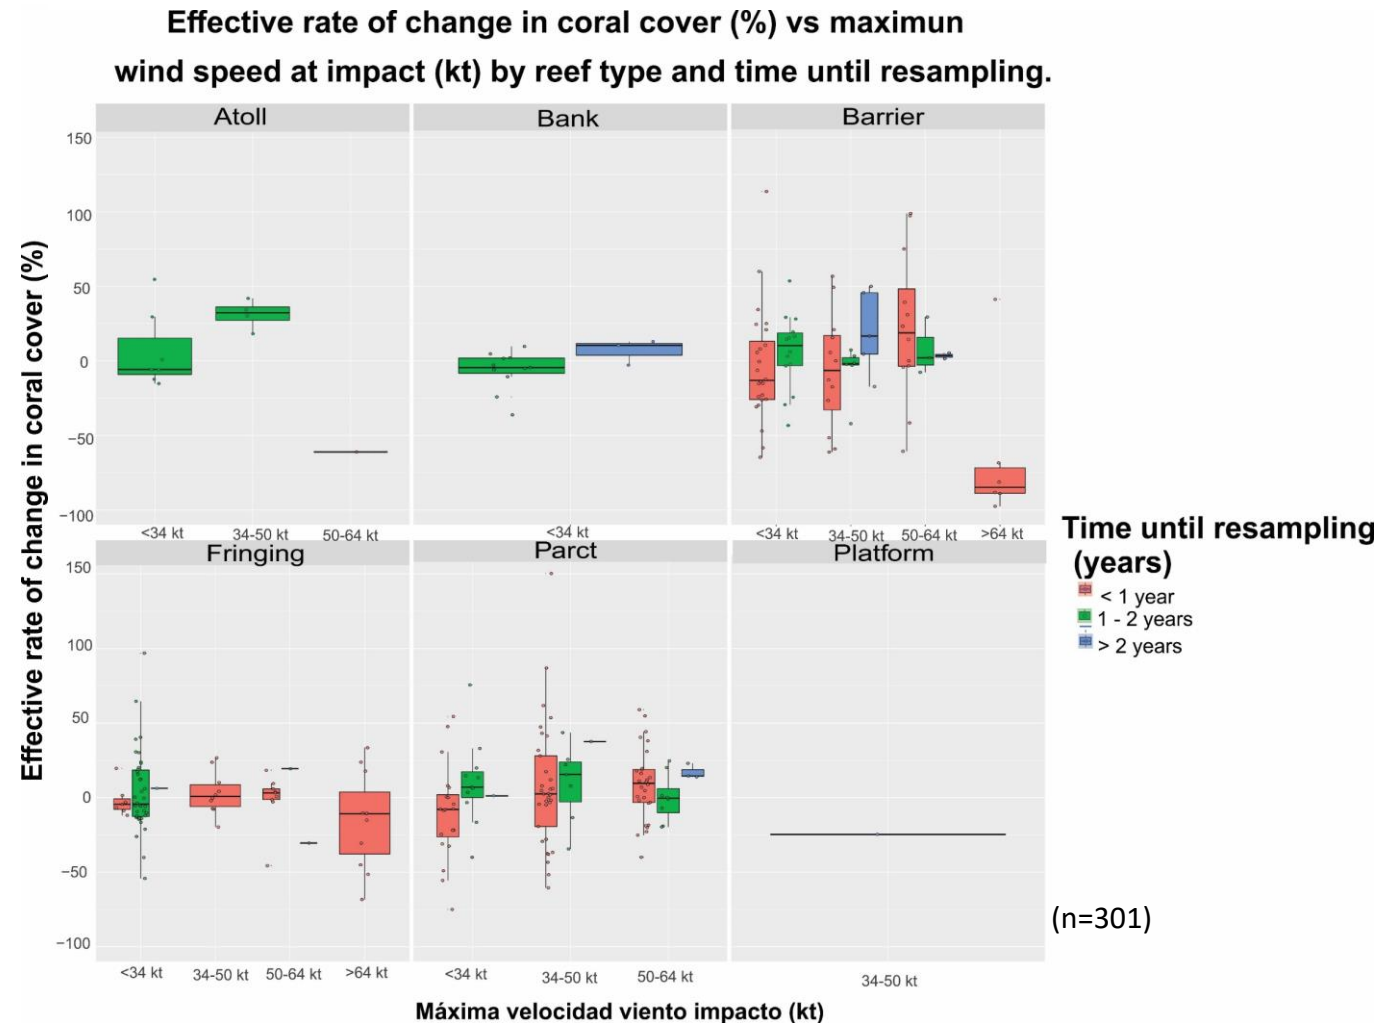 Effective rate of change in coral cover (%) vs maximun
wind speed at impact (kt) by reef type and time until resampling.
Effective rate of change in coral cover (%)
Atoll
150
100
50
0
−50
−100
<34 kt
34-50 kt
50-64 kt
Bank
<34 kt
Barrier
<34 kt
34-50 kt
50-64 kt
>64 kt
Fringing
150
100
50
0
−50
−100
<34 kt
34-50 kt
50-64 kt
>64 kt
Parct
<34 kt
34-50 kt
50-64 kt
Platform
34-50 kt
Máxima velocidad viento impacto (kt)
Time until resampling
(years)
< 1 year
1 - 2 years
> 2 years
(n=301)